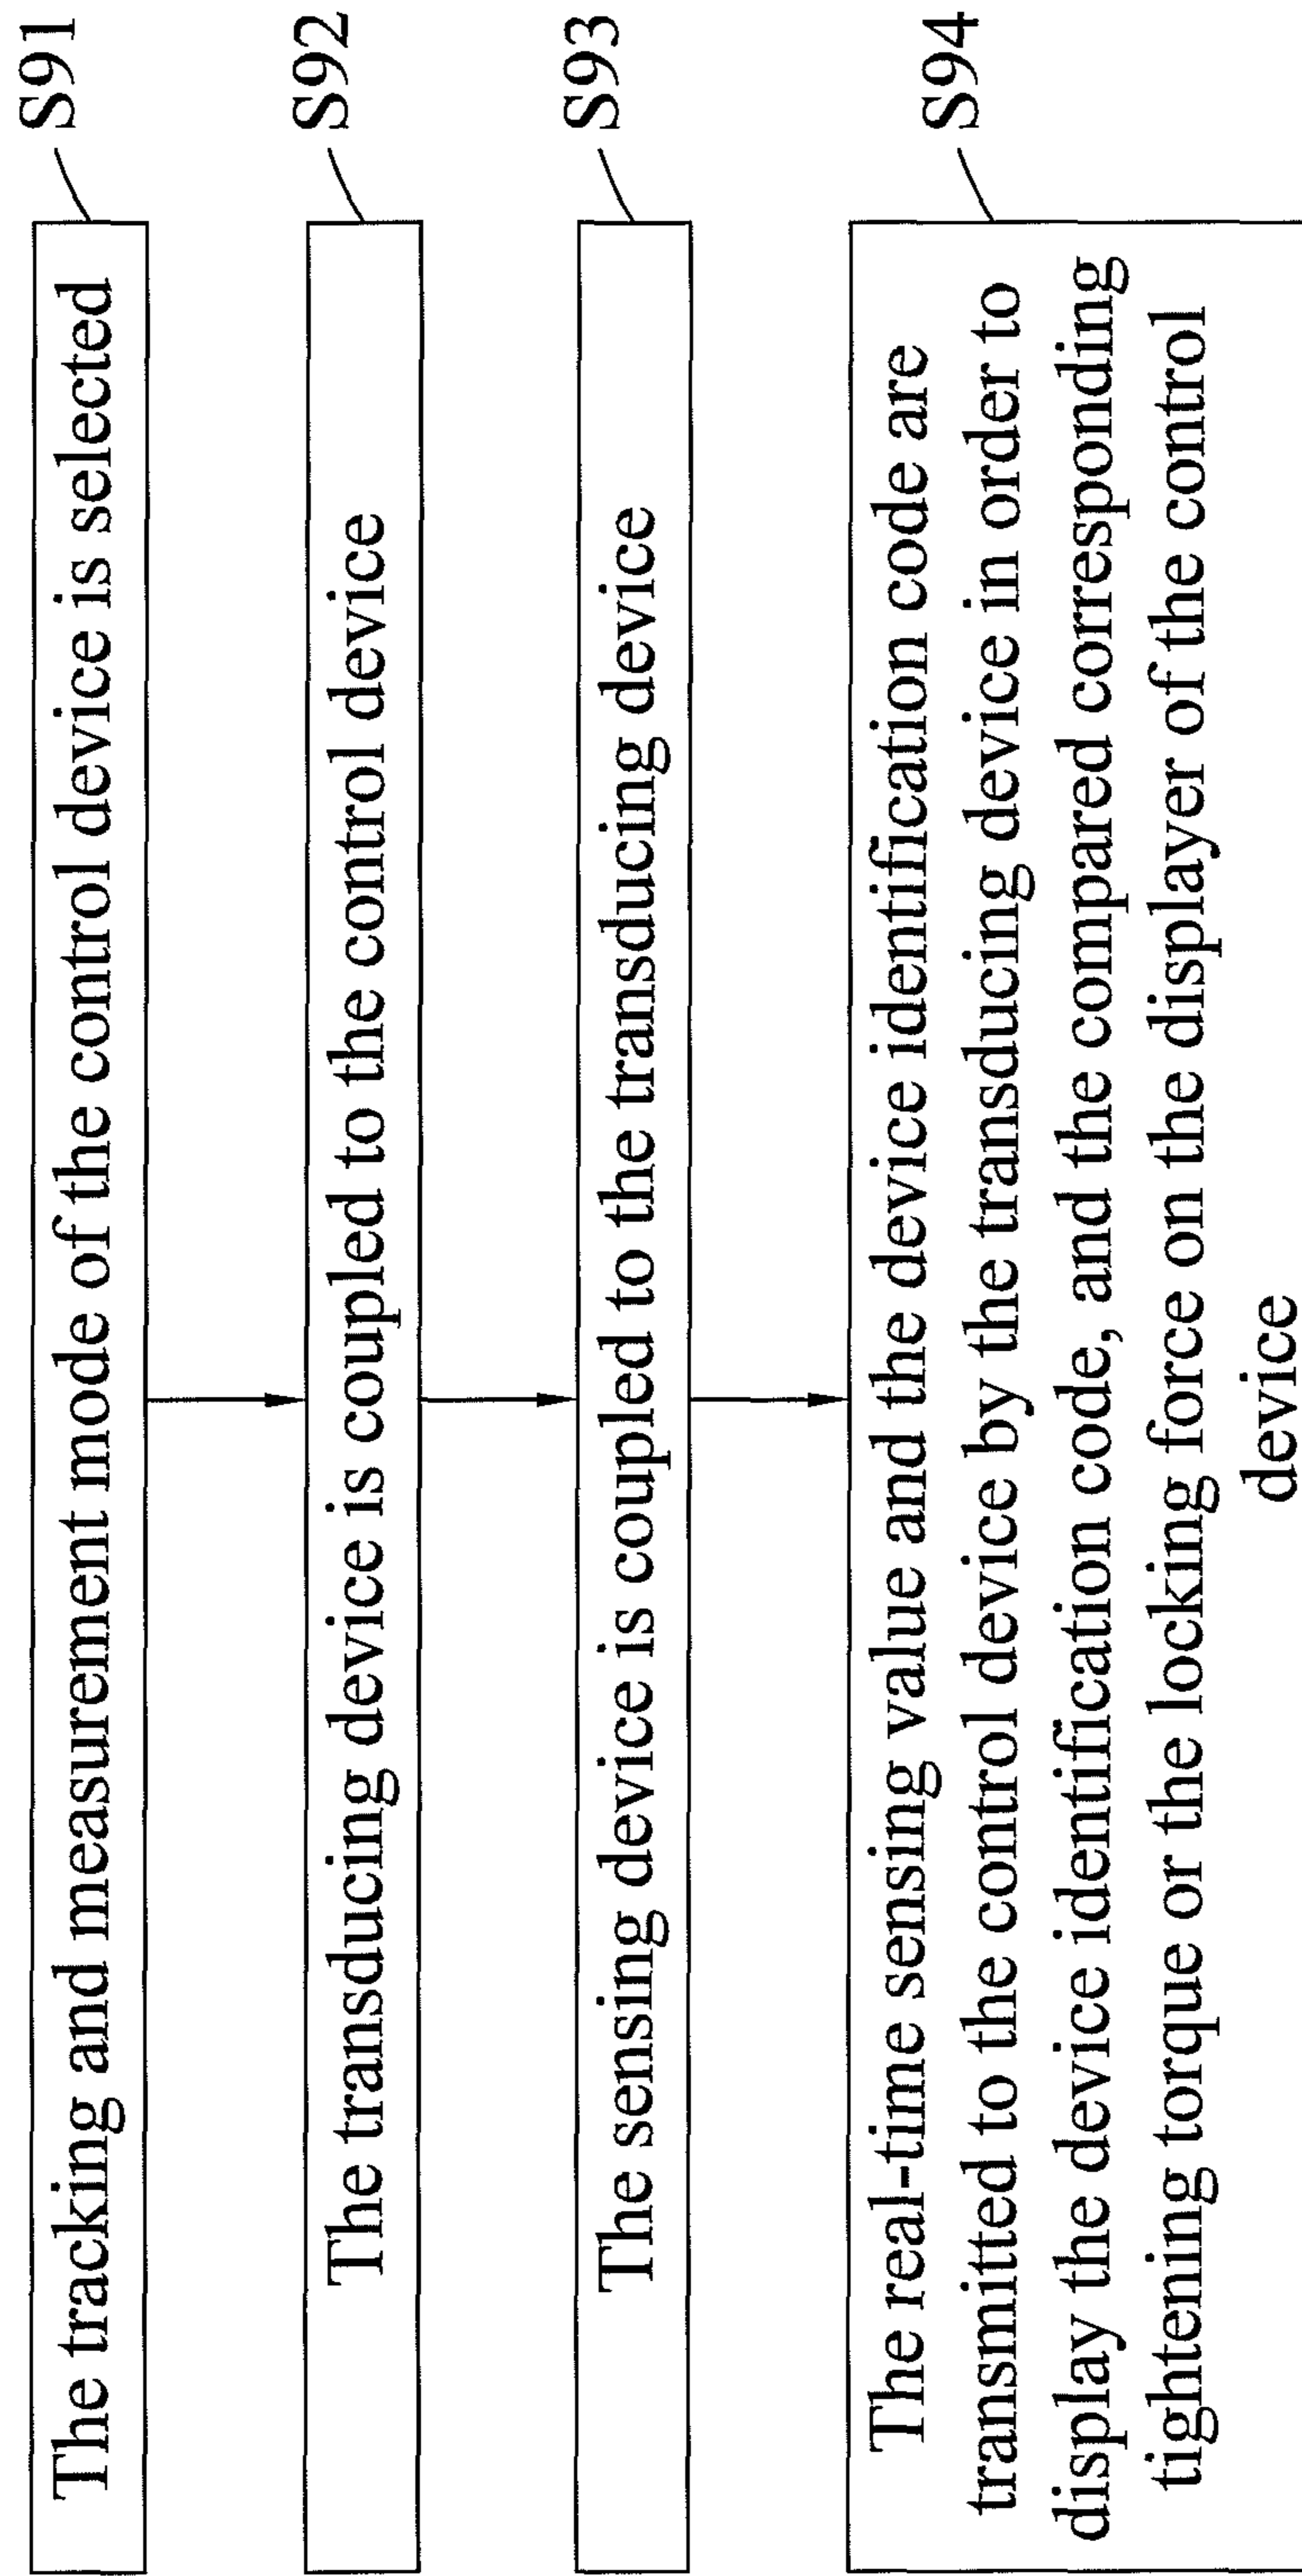 The tracking and measurement mode of the control device is selected
S91
The transducing device is coupled to the control device
S92
The sensing device is coupled to the transducing device
S93
The real-time sensing value and the device identification code are
transmitted to the control device by the transducing device in order to
display the device identification code, and the compared corresponding
tightening torque or the locking force on the displayer of the control
device
S94